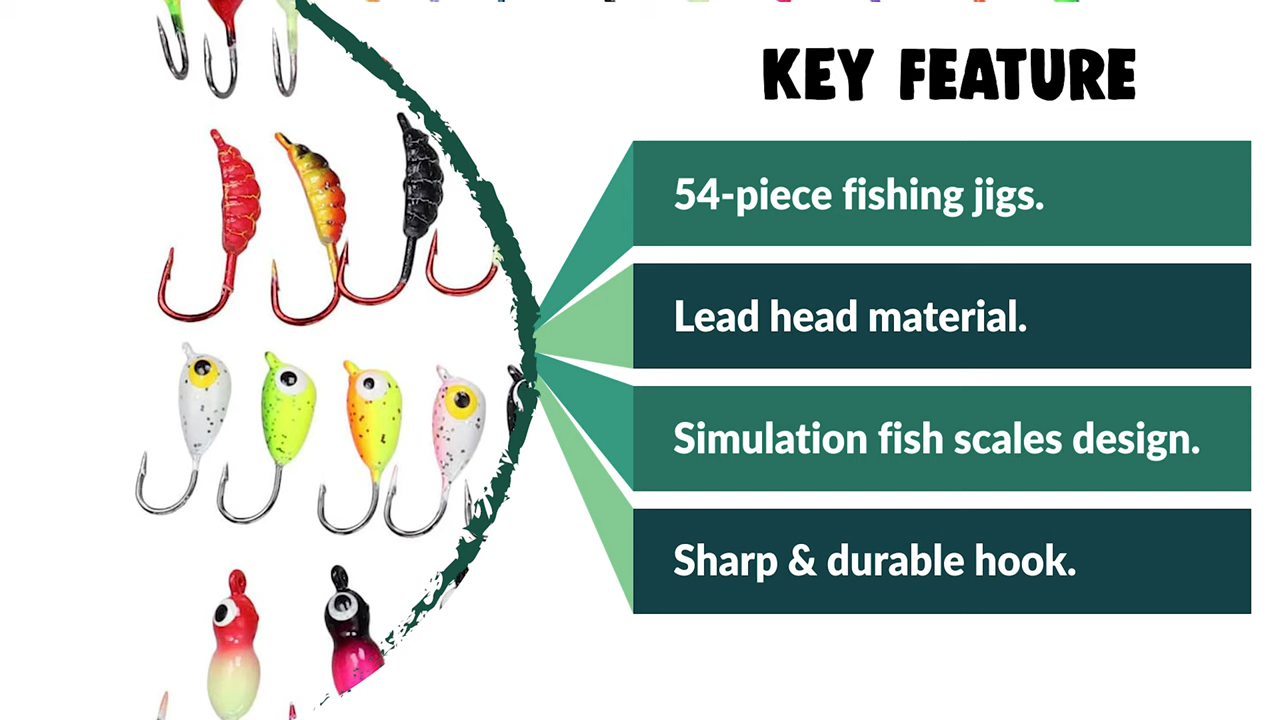 KEY FEATURE
54-piece fishing jigs.
Lead head material.
Simulation fish scales design.
Sharp & durable hook.